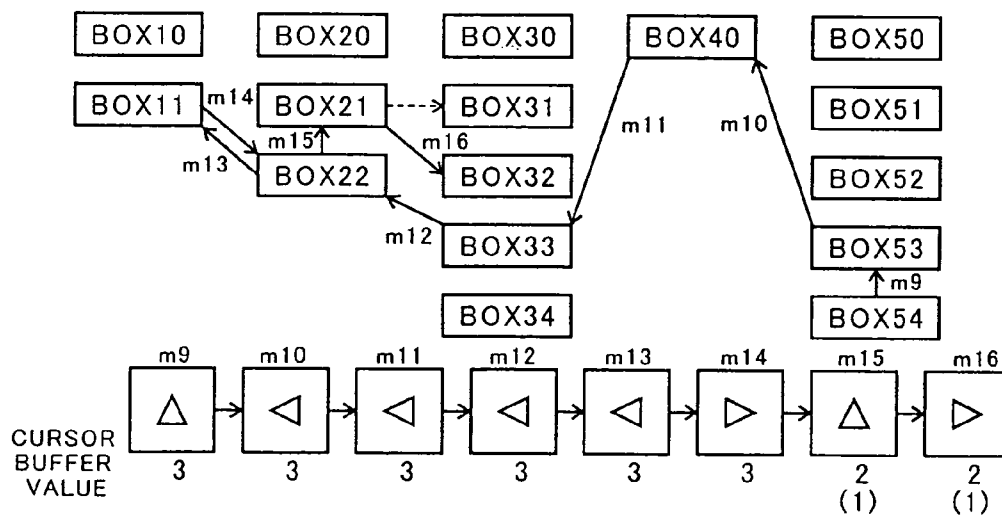 BOX10 BOX20 BOX30 BOX40 BOX50
BOX11 m14 BOX21 BOX31 BOX51
m13 m15 m16 m11 m10
BOX22 BOX32 BOX52
m12 BOX33 BOX53
m9
BOX34 BOX54
m9 m10 m11 m12 m13 m14 m15 m16
CURSOR
BUFFER
VALUE
3 3 3 3 3 3 2 2
(1) (1)